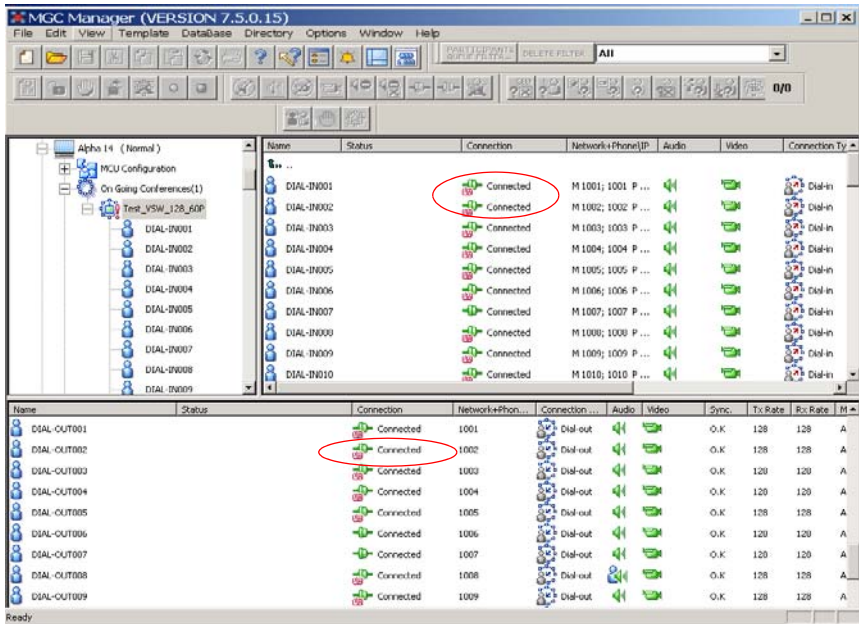 MGC Manager (VERSION 7.5.0.15)
File Edit View Template DataBase Directory Options Window Help
DELETE FILTER All
0/0
Alpha 14 (Normal)
MCU Configuration
On Going Conferences(1)
Test_VSW_128_60P
DIAL-IN001
DIAL-IN002
DIAL-IN003
DIAL-IN004
DIAL-IN005
DIAL-IN006
DIAL-IN007
DIAL-IN008
DIAL-IN009
Name Status Connection Network+Phone\IP Audio Video Connection Ty
.. ..
DIAL-IN001 Connected M 1001; 1001 P ... Dial-in
DIAL-IN002 Connected M 1002; 1002 P ... Dial-in
DIAL-IN003 Connected M 1003; 1003 P ... Dial-in
DIAL-IN004 Connected M 1004; 1004 P ... Dial-in
DIAL-IN005 Connected M 1005; 1005 P ... Dial-in
DIAL-IN006 Connected M 1006; 1006 P ... Dial-in
DIAL-IN007 Connected M 1007; 1007 P ... Dial-in
DIAL-IN008 Connected M 1008; 1008 P ... Dial-in
DIAL-IN009 Connected M 1009; 1009 P ... Dial-in
DIAL-IN010 Connected M 1010; 1010 P ... Dial-in
Name Status Connection Network+Phon... Connection ... Audio Video Sync. Tx Rate Rx Rate M
DIAL-OUT001 Connected 1001 Dial-out O.K 128 128 A
DIAL-OUT002 Connected 1002 Dial-out O.K 128 128 A
DIAL-OUT003 Connected 1003 Dial-out O.K 128 128 A
DIAL-OUT004 Connected 1004 Dial-out O.K 128 128 A
DIAL-OUT005 Connected 1005 Dial-out O.K 128 128 A
DIAL-OUT006 Connected 1006 Dial-out O.K 128 128 A
DIAL-OUT007 Connected 1007 Dial-out O.K 128 128 A
DIAL-OUT008 Connected 1008 Dial-out O.K 128 128 A
DIAL-OUT009 Connected 1009 Dial-out O.K 128 128 A
Ready